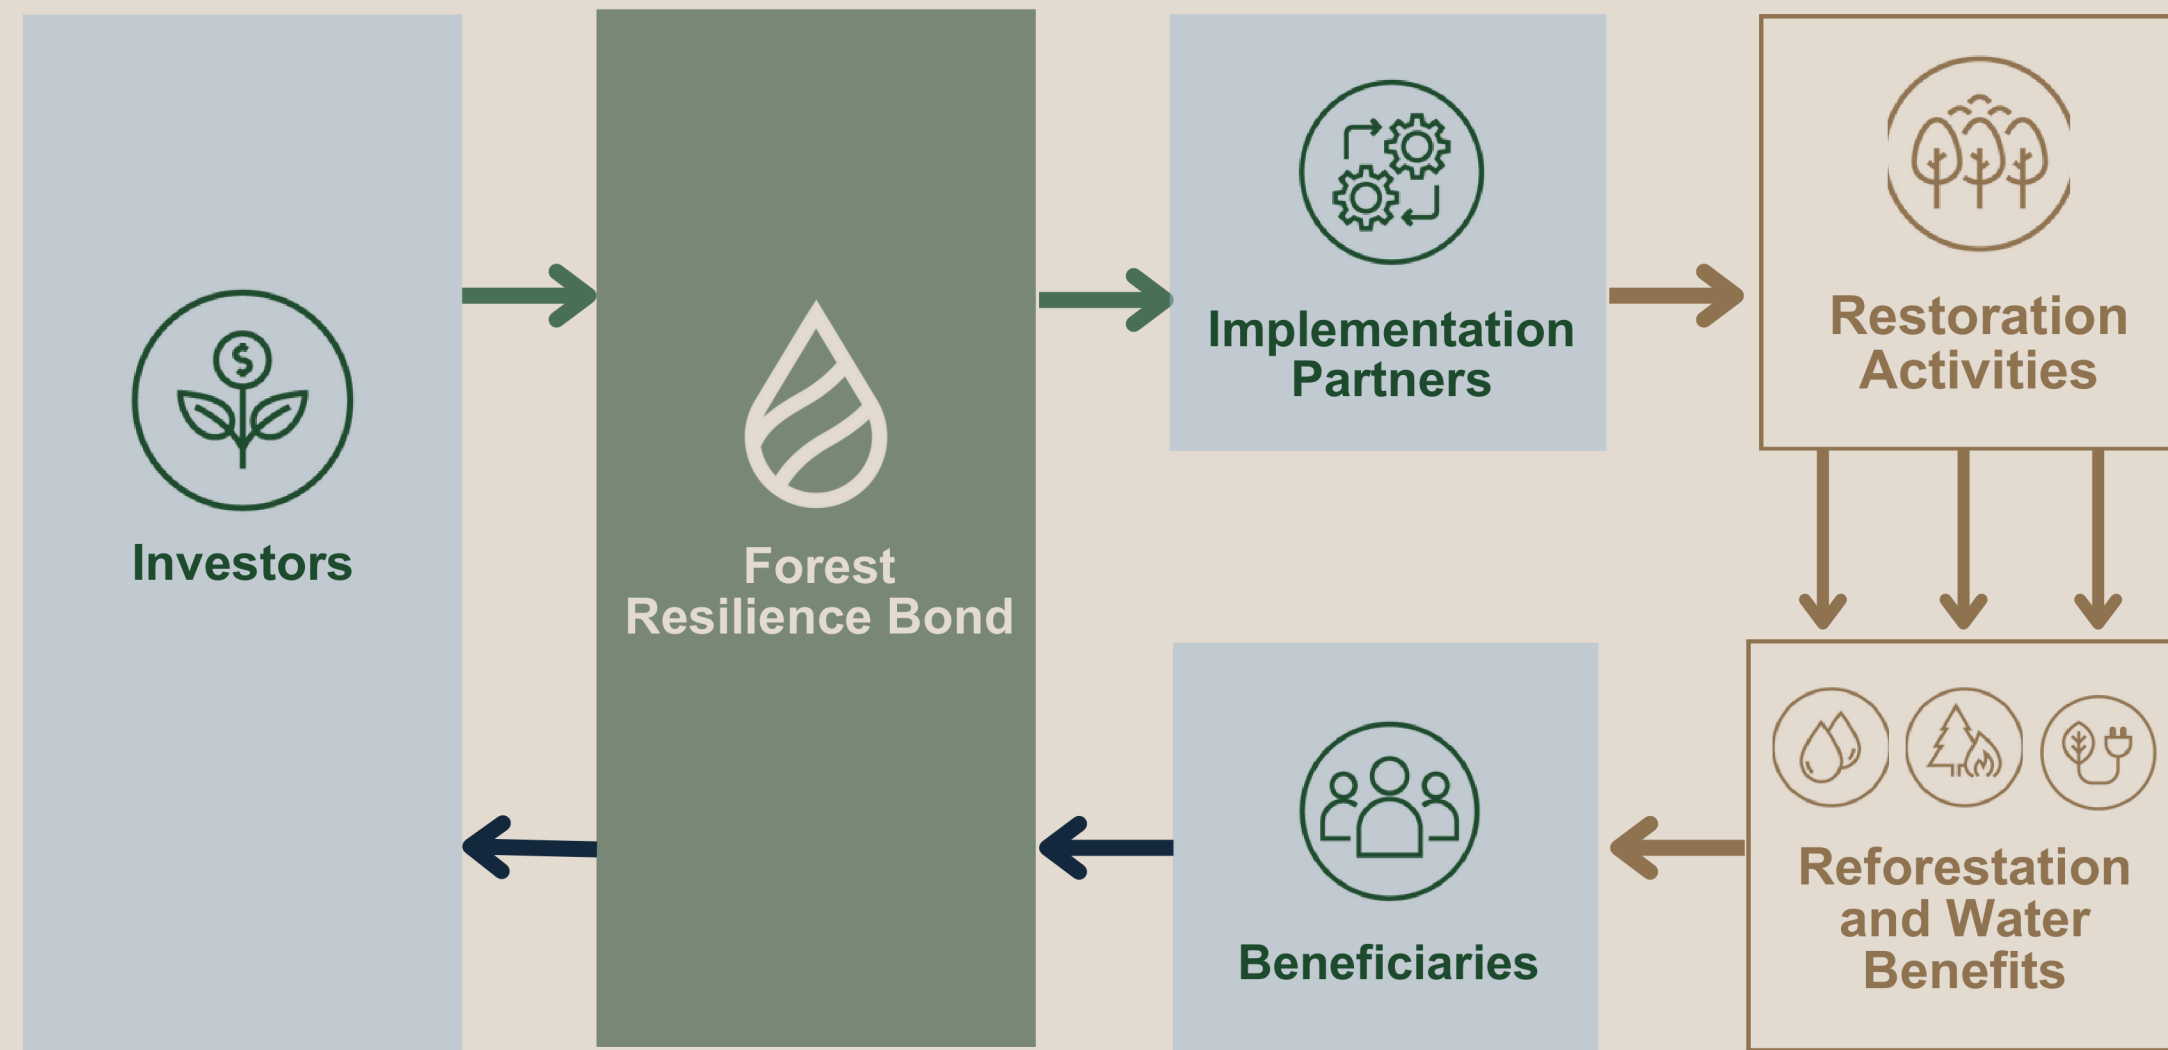 Investors
Forest
Resilience Bond
Implementation
Partners
Restoration
Activities
Beneficiaries
Reforestation
and Water
Benefits
$